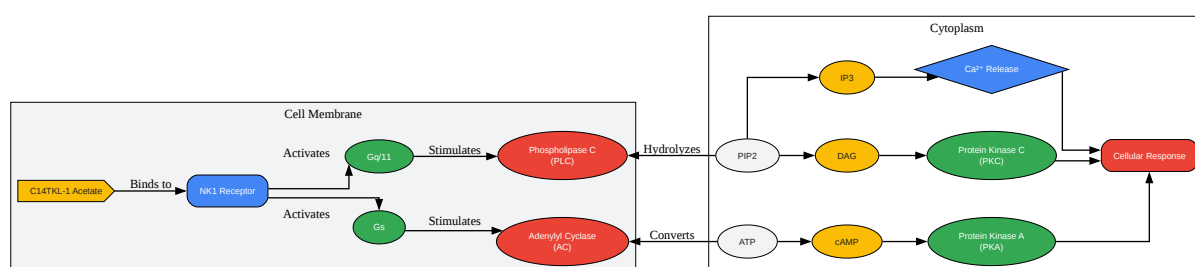 Cytoplasm
Ca²⁺ Release
IP3
Cell Membrane
Activates
Gq/11
Stimulates
Phospholipase C
(PLC)
Hydrolyzes
PIP2
DAG
Protein Kinase C
(PKC)
Cellular Response
C14TKL-1 Acetate
Binds to
NK1 Receptor
Activates
Gs
Stimulates
Adenylyl Cyclase
(AC)
Converts
ATP
cAMP
Protein Kinase A
(PKA)